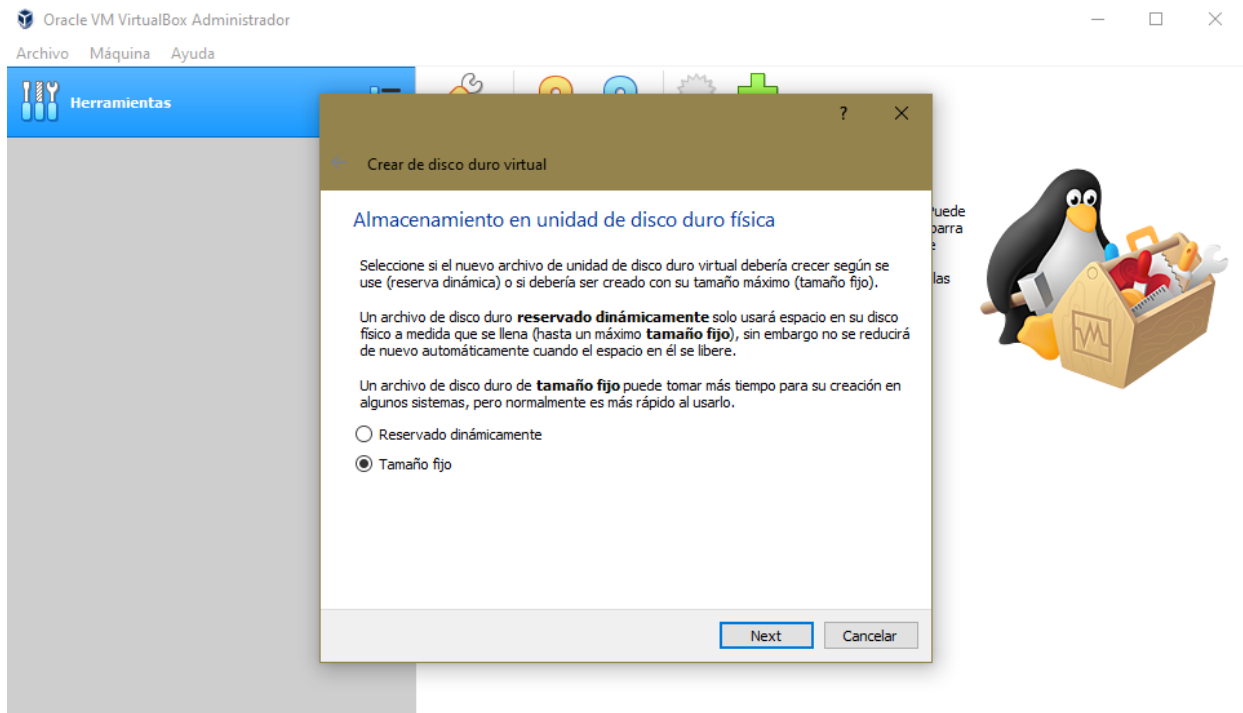 Oracle VM VirtualBox Administrador
Archivo Máquina Ayuda
Herramientas
?
Crear de disco duro virtual
Almacenamiento en unidad de disco duro física
Seleccione si el nuevo archivo de unidad de disco duro virtual debería crecer según se
use (reserva dinámica) o si debería ser creado con su tamaño máximo (tamaño fijo).
Un archivo de disco duro reservado dinámicamente solo usará espacio en su disco
físico a medida que se llena (hasta un máximo tamaño fijo), sin embargo no se reducirá
de nuevo automáticamente cuando el espacio en él se libere.
Un archivo de disco duro de tamaño fijo puede tomar más tiempo para su creación en
algunos sistemas, pero normalmente es más rápido al usarlo.
Reservado dinámicamente
Tamaño fijo
Next Cancelar
las